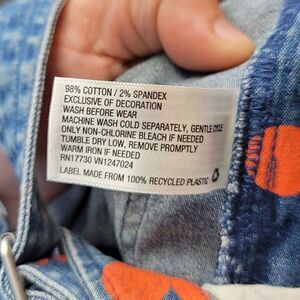 98% COTTON / 2% SPANDEX
EXCLUSIVE OF DECORATION
WASH BEFORE WEAR
MACHINE WASH COLD SEPARATELY, GENTLE CYCLE
ONLY NON-CHLORINE BLEACH IF NEEDED
TUMBLE DRY LOW, REMOVE PROMPTLY
WARM IRON IF NEEDED
RN17730 VN1247024
LABEL MADE FROM 100% RECYCLED PLASTIC